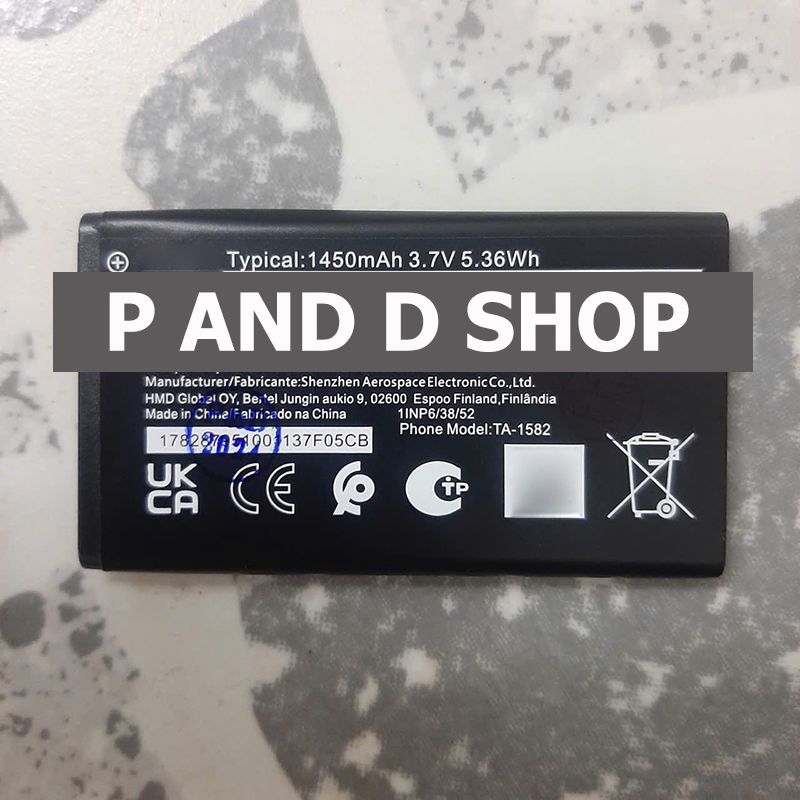 Typical:1450mAh 3.7V 5.36Wh
P AND D SHOP
Manufacturer/Fabricante:Shenzhen Aerospace Electronic Co.,Ltd.
HMD Global OY, Bertel Jungin aukio 9, 02600 Espoo Finland,Finlândia
Made in China/Fabricado na China 1INP6/38/52
Phone Model:TA-1582
2021
UK
CA
CE
TP